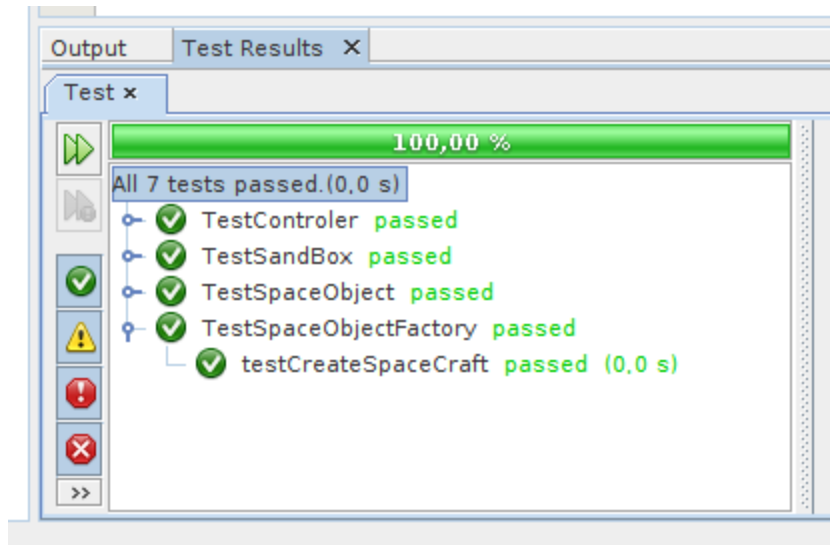 Output Test Results X
Test x
100,00 %
All 7 tests passed.(0,0 s)
TestControler passed
TestSandBox passed
TestSpaceObject passed
TestSpaceObjectFactory passed
testCreateSpaceCraft passed (0,0 s)
>>